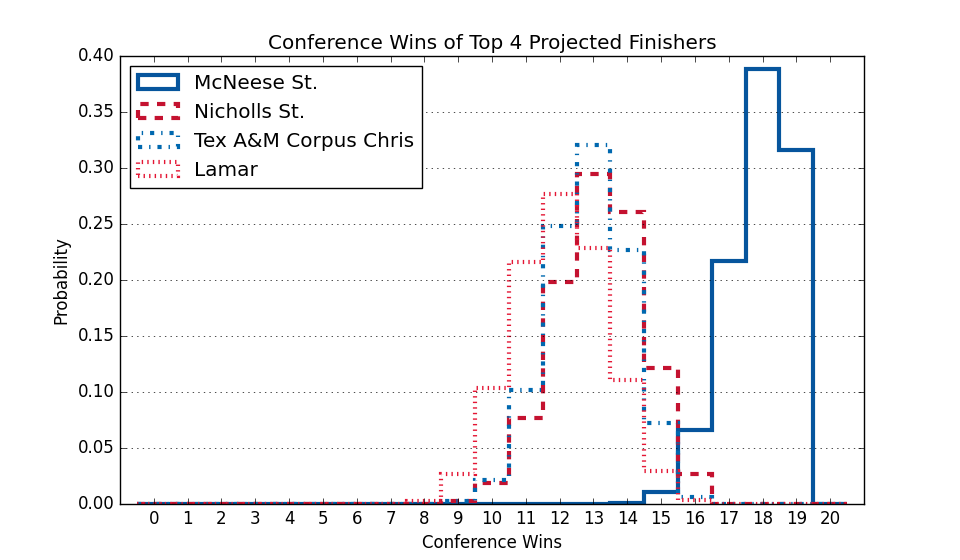 Conference Wins of Top 4 Projected Finishers
0.40
0.35
0.30
0.25
0.20
0.15
0.10
0.05
0.00
Probability
McNeese St.
Nicholls St.
Tex A&M Corpus Chris
Lamar
0 1 2 3 4 5 6 7 8 9 10 11 12 13 14 15 16 17 18 19 20
Conference Wins